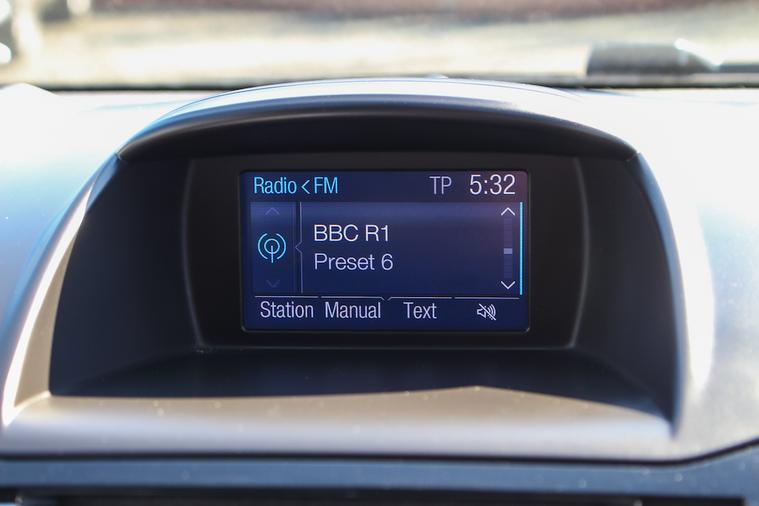 Radio < FM TP 5:32
BBC R1
Preset 6
Station Manual Text